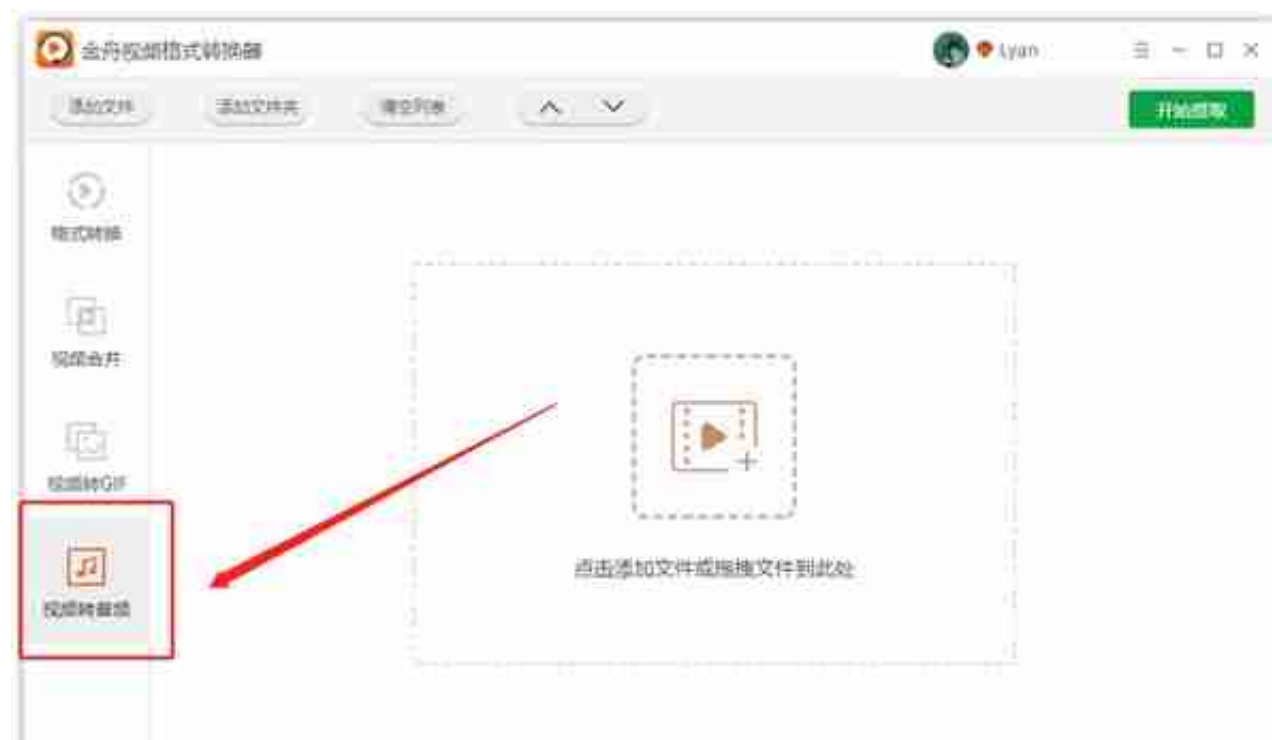 金舟视频格式转换器
Lyan
添加文件 添加文件夹 清空列表
开始提取
格式转换
视频合并
视频转GIF
视频转音频
点击添加文件或拖拽文件到此处